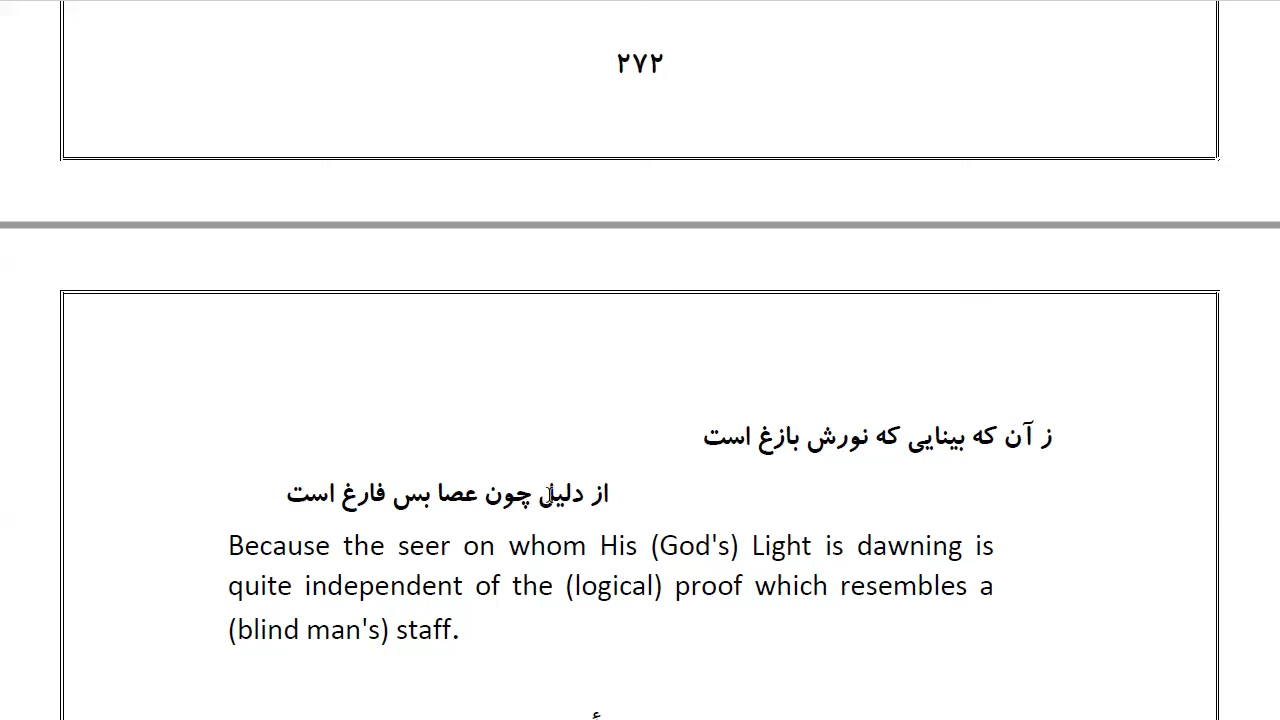 ۲۷۲
ز آن که بینایی که نورش بازغ است
از دلیل چون عصا بس فارغ است
Because the seer on whom His (God's) Light is dawning is
quite independent of the (logical) proof which resembles a
(blind man's) staff.